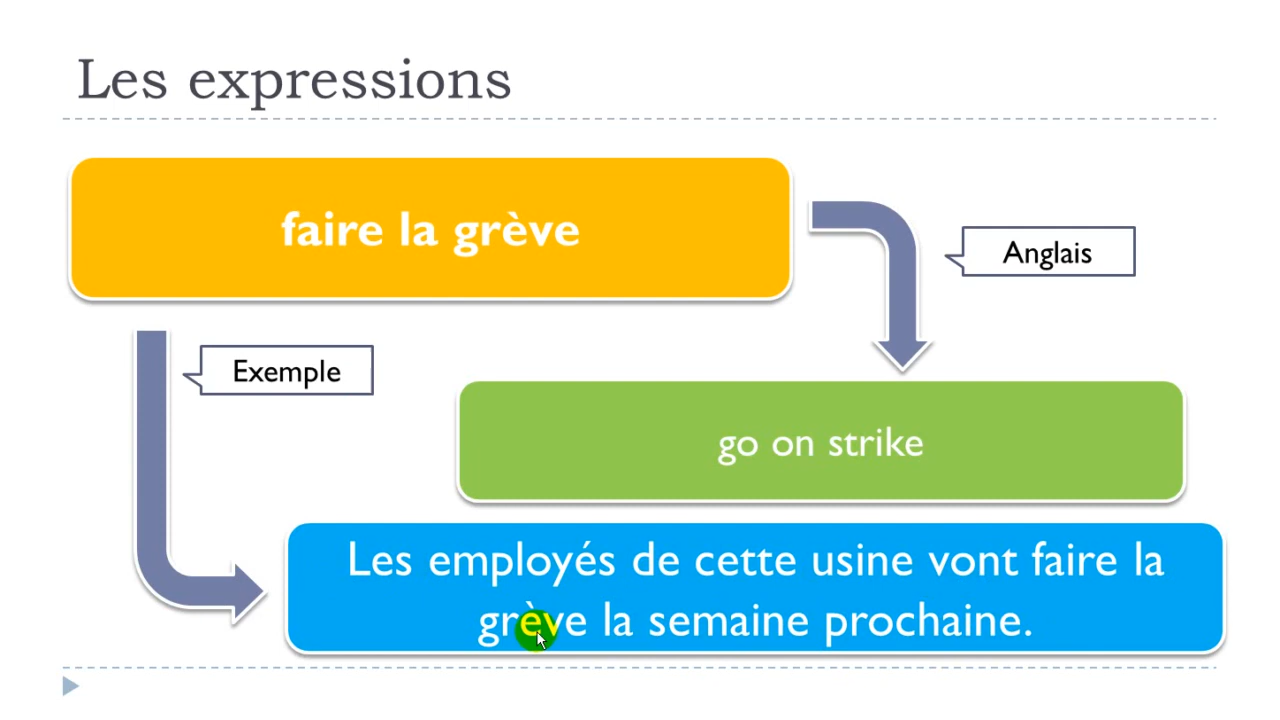 Les expressions
faire la grève
Anglais
Exemple
go on strike
Les employés de cette usine vont faire la
grève la semaine prochaine.